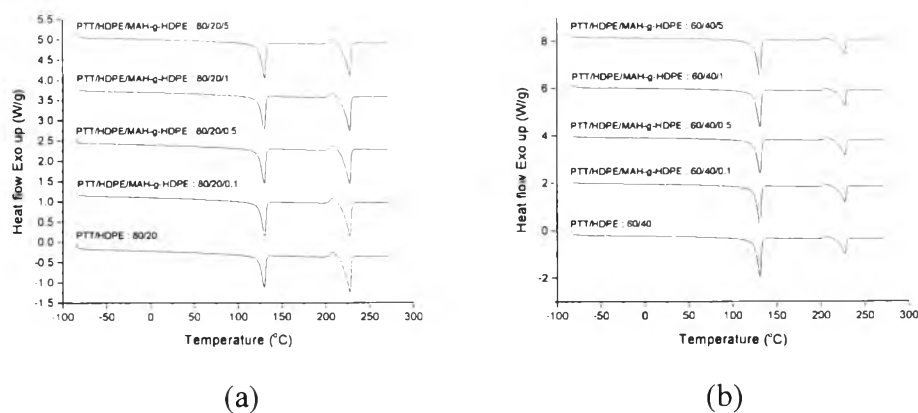 PTT/HDPE/MAH-g-HDPE : 80/20/5
PTT/HDPE/MAH-g-HDPE : 80/20/1
PTT/HDPE/MAH-g-HDPE : 80/20/0.5
PTT/HDPE/MAH-g-HDPE : 80/20/0.1
PTT/HDPE : 80/20
Heat flow Exo up (W/g)
5.5
5.0
4.5
4.0
3.5
3.0
2.5
2.0
1.5
1.0
0.5
0.0
-0.5
-1.0
-1.5
-100 -50 0 50 100 150 200 250 300
Temperature (°C)
(a)
PTT/HDPE/MAH-g-HDPE : 60/40/5
PTT/HDPE/MAH-g-HDPE : 60/40/1
PTT/HDPE/MAH-g-HDPE : 60/40/0.5
PTT/HDPE/MAH-g-HDPE : 60/40/0.1
PTT/HDPE : 60/40
Heat flow Exo up (W/g)
8
6
4
2
0
-2
-100 -50 0 50 100 150 200 250 300
Temperature (°C)
(b)